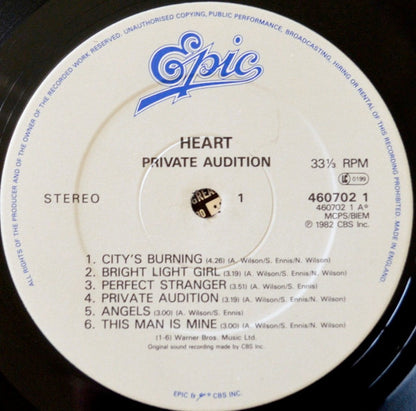 ALL RIGHTS OF THE PRODUCER AND OF THE OWNER OF THE RECORDED WORK RESERVED. UNAUTHORISED COPYING, PUBLIC PERFORMANCE, BROADCASTING, HIRING OR RENTAL OF THIS RECORDING PROHIBITED. MADE IN ENGLAND.
Epic
HEART
PRIVATE AUDITION
33⅓ RPM
LC 0199
STEREO
1
460702 1
460702 1 A°
MCPS/BIEM
℗ 1982 CBS Inc.
1. CITY'S BURNING (4.26) (A. Wilson/S. Ennis/N. Wilson)
2. BRIGHT LIGHT GIRL (3.19) (A. Wilson/S. Ennis/N. Wilson)
3. PERFECT STRANGER (3.51) (A. Wilson/S. Ennis)
4. PRIVATE AUDITION (3.19) (A. Wilson/S. Ennis/N. Wilson)
5. ANGELS (3.00) (A. Wilson/S. Ennis)
6. THIS MAN IS MINE (3.00) (A. Wilson/S. Ennis/N. Wilson)
(1-6) Warner Bros. Music Ltd.
Original sound recording made by CBS Inc.
EPIC & CBS INC.